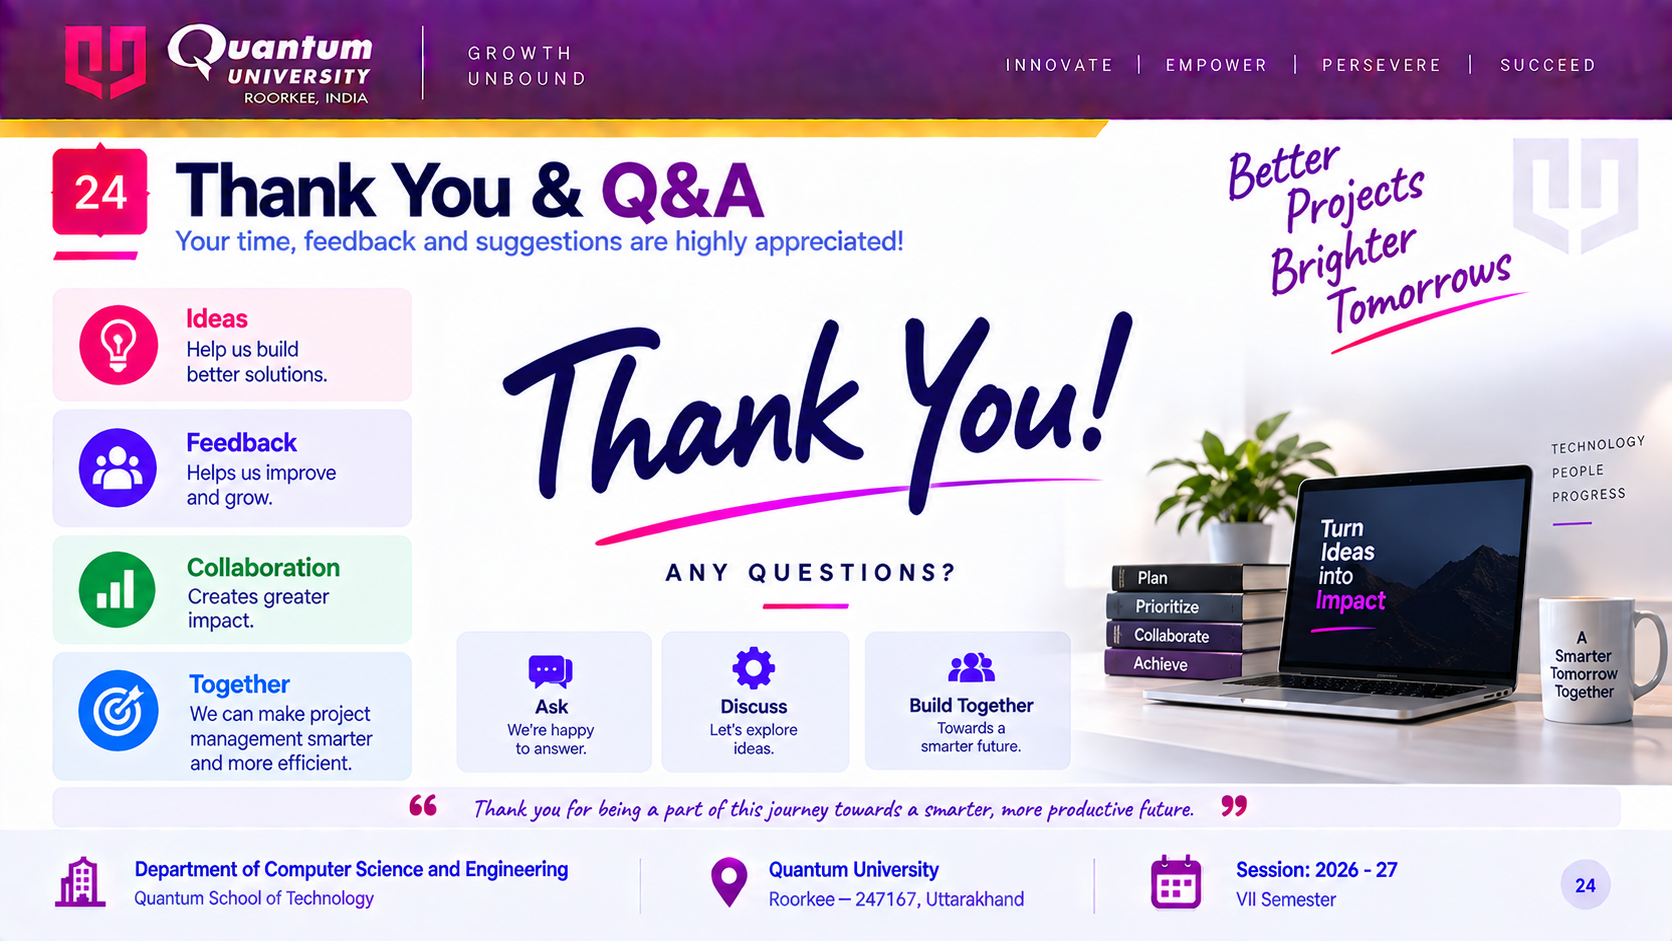 Quantum
UNIVERSITY
ROORKEE, INDIA
GROWTH
UNBOUND
INNOVATE | EMPOWER | PERSEVERE | SUCCEED
24
Thank You & Q&A
Your time, feedback and suggestions are highly appreciated!
Better
Projects
Brighter
Tomorrows
Ideas
Help us build
better solutions.
Feedback
Helps us improve
and grow.
Collaboration
Creates greater
impact.
Together
We can make project
management smarter
and more efficient.
Thank You!
ANY QUESTIONS?
Ask
We're happy
to answer.
Discuss
Let's explore
ideas.
Build Together
Towards a
smarter future.
TECHNOLOGY
PEOPLE
PROGRESS
Plan
Prioritize
Collaborate
Achieve
Turn
Ideas
into
Impact
A
Smarter
Tomorrow
Together
“ Thank you for being a part of this journey towards a smarter, more productive future. ”
Department of Computer Science and Engineering
Quantum School of Technology
Quantum University
Roorkee – 247167, Uttarakhand
Session: 2026 - 27
VII Semester
24